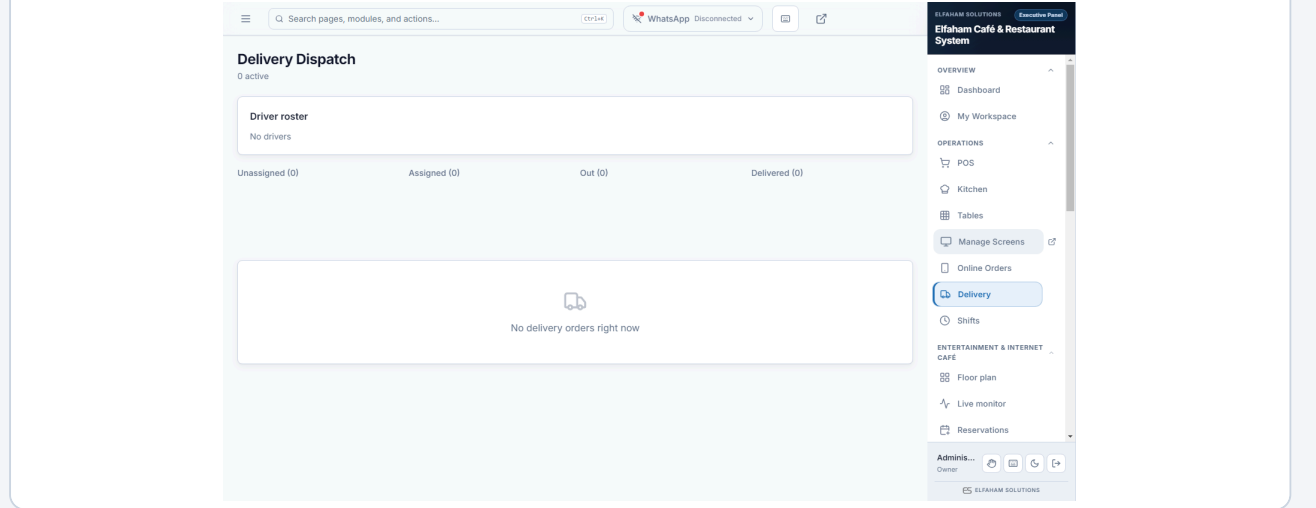 Search pages, modules, and actions...
Ctrl+K
WhatsApp Disconnected
Delivery Dispatch
0 active
Driver roster
No drivers
Unassigned (0)
Assigned (0)
Out (0)
Delivered (0)
No delivery orders right now
ELFAHAM SOLUTIONS
Executive Panel
Elfaham Café & Restaurant
System
OVERVIEW
Dashboard
My Workspace
OPERATIONS
POS
Kitchen
Tables
Manage Screens
Online Orders
Delivery
Shifts
ENTERTAINMENT & INTERNET
CAFÉ
Floor plan
Live monitor
Reservations
Adminis...
Owner
ELFAHAM SOLUTIONS